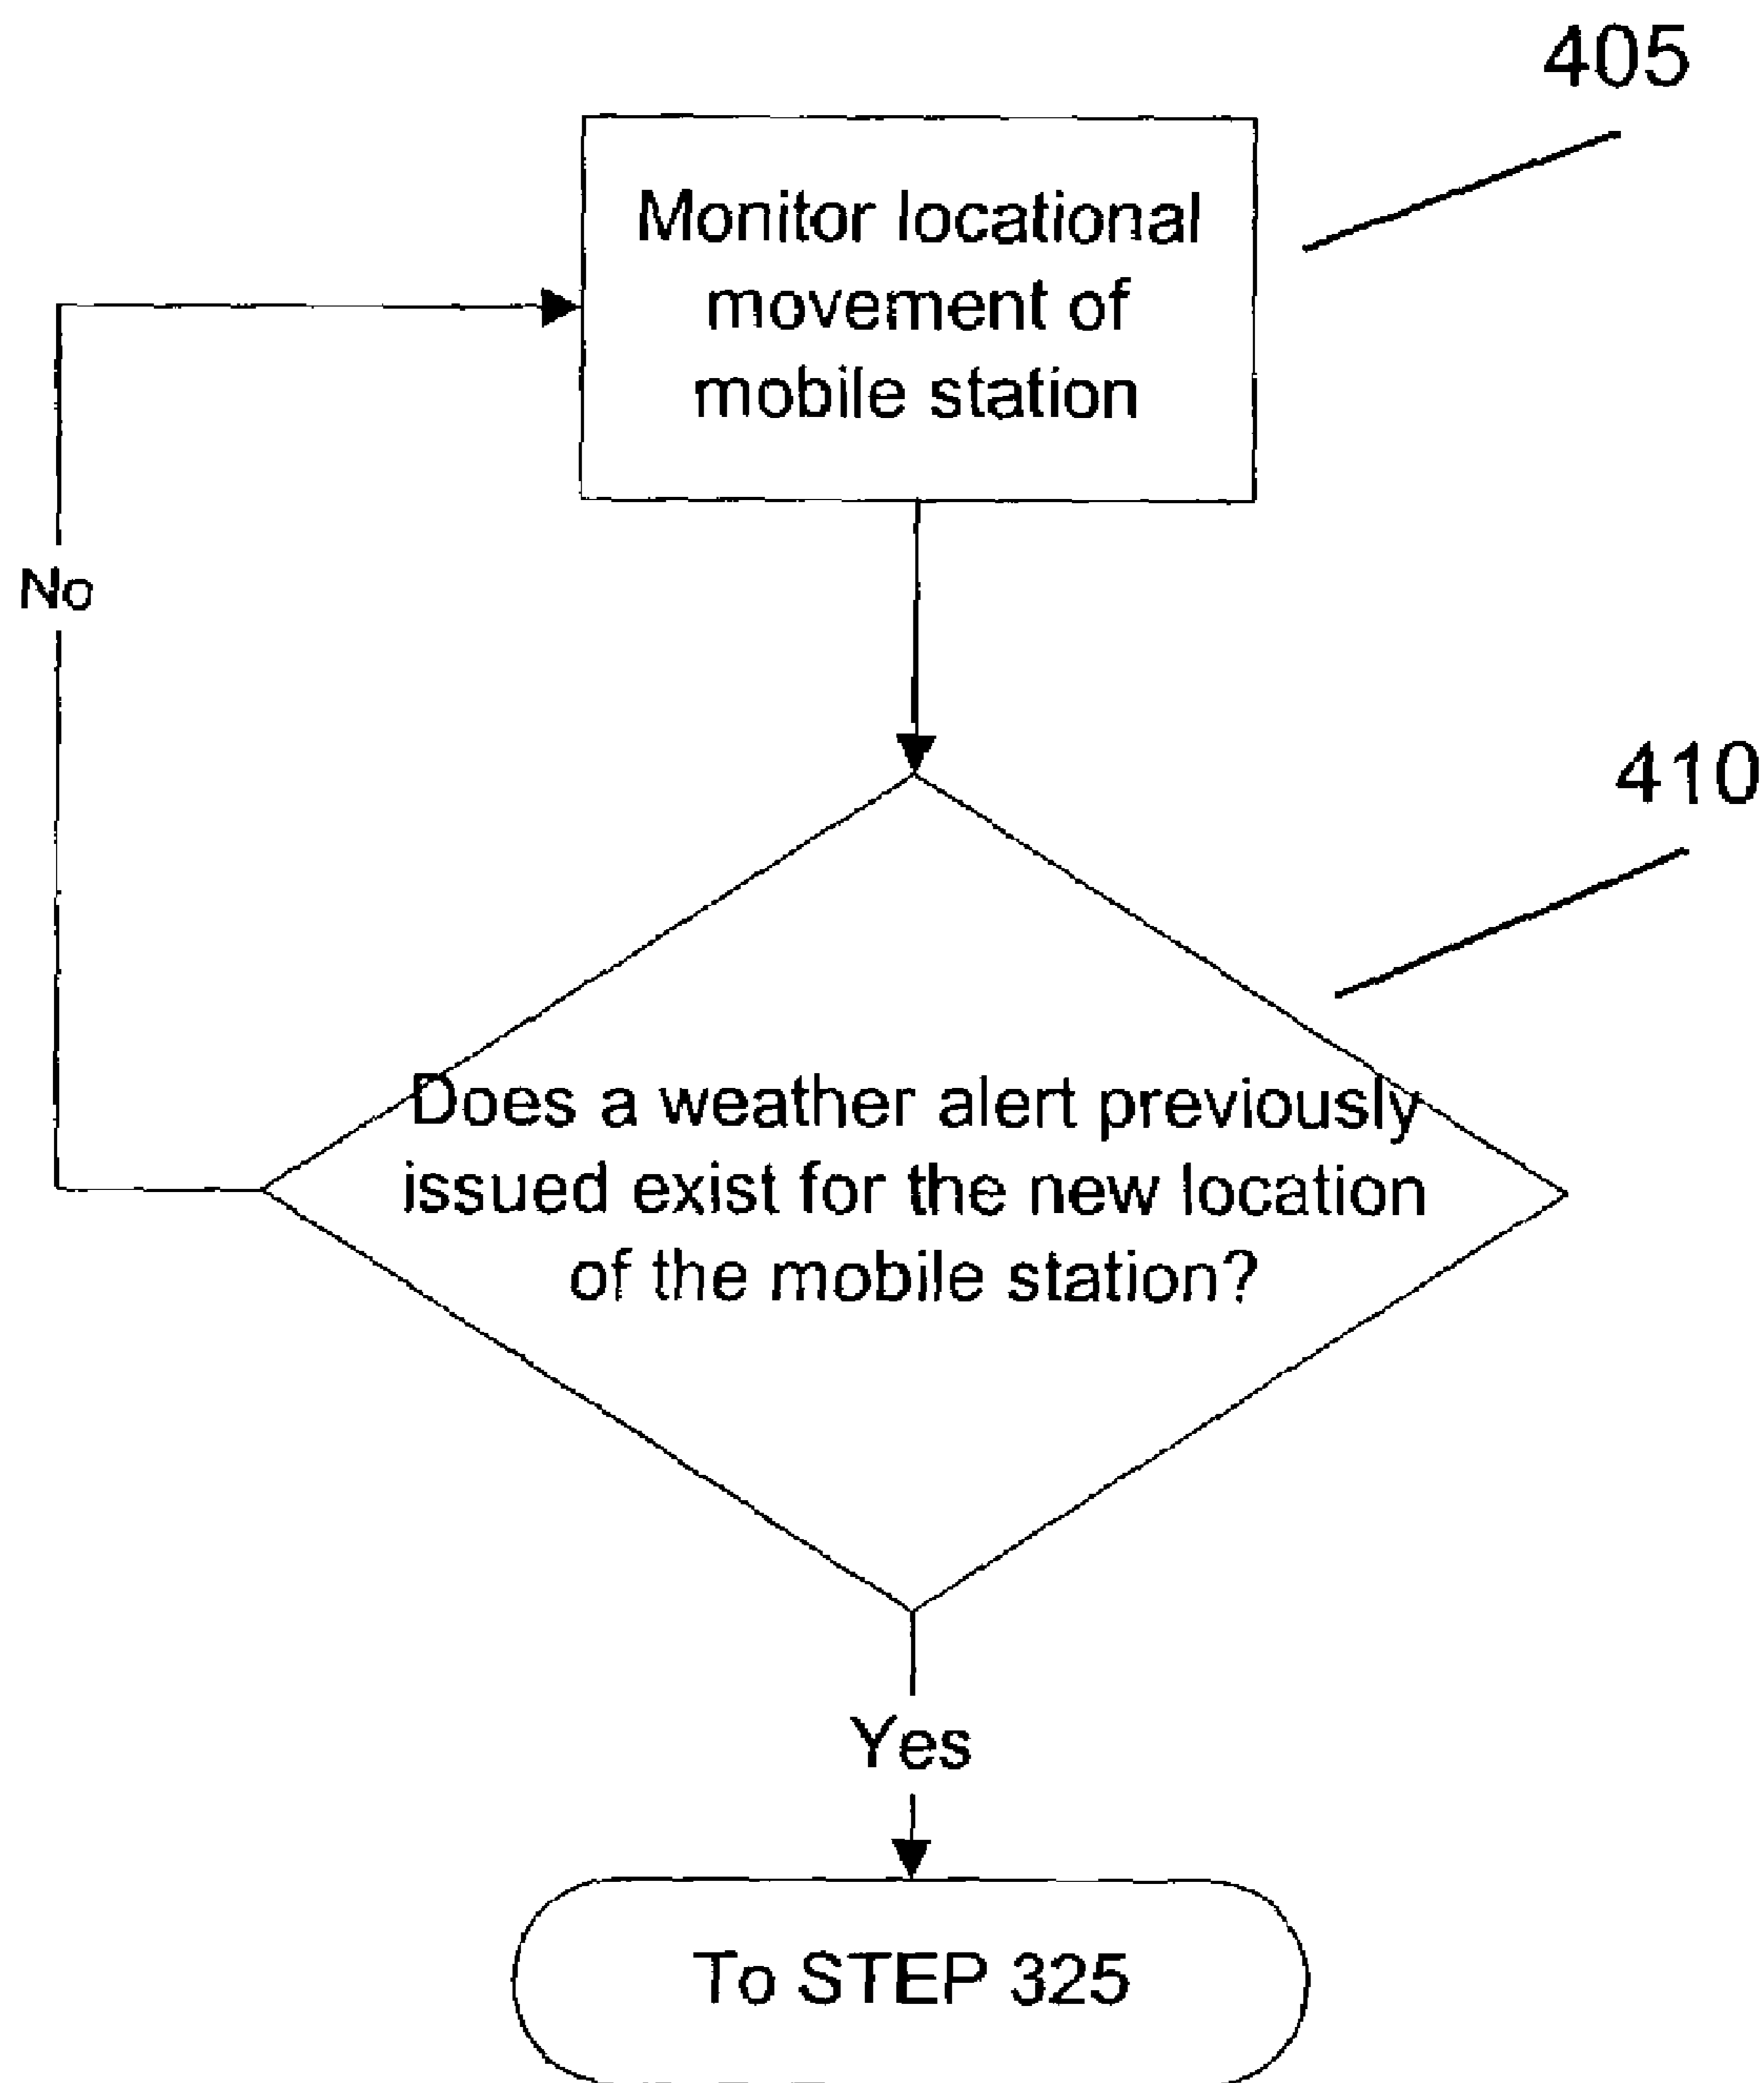 405
Monitor locational
movement of
mobile station
No
410
Does a weather alert previously
issued exist for the new location
of the mobile station?
Yes
To STEP 325